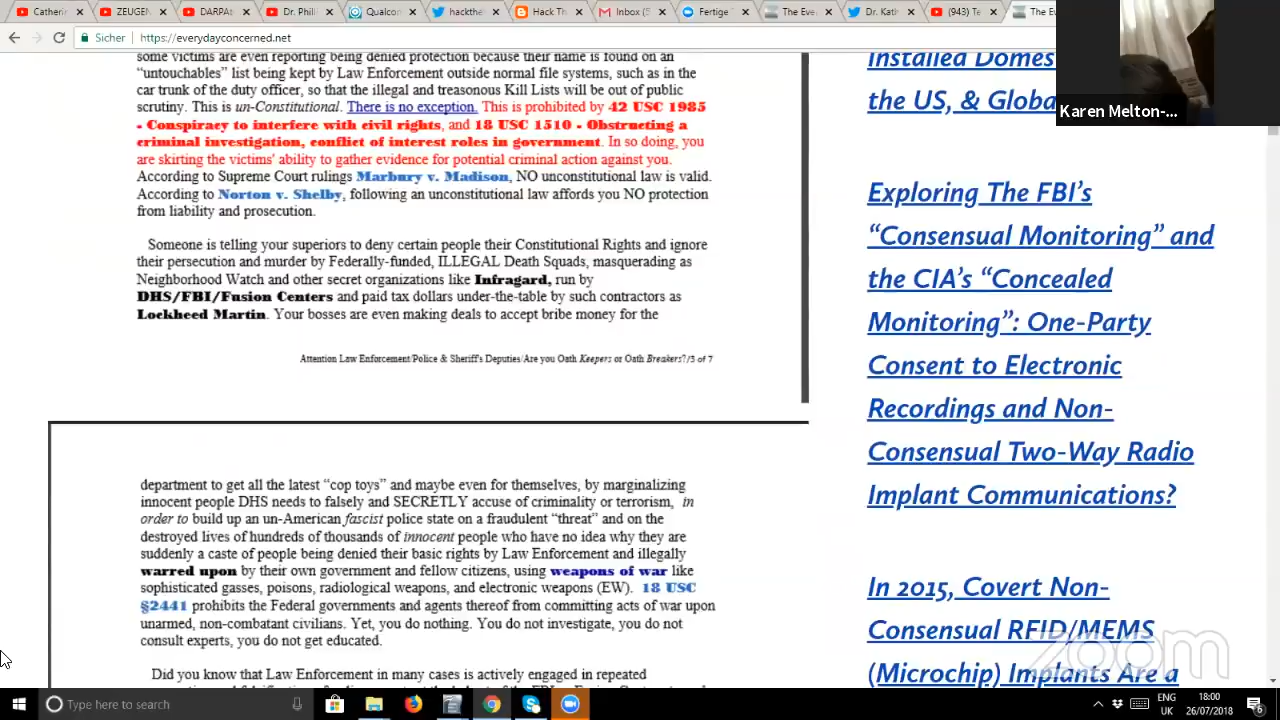 Catherin
ZEUGEN
DARPAt
Dr. Philli
Qualcon
hackthe
Hack Th
Inbox (5
Fertige
The Eve
Dr. Kath
(943) Te
The E
Sicher
https://everydayconcerned.net
some victims are even reporting being denied protection because their name is found on an
“untouchables” list being kept by Law Enforcement outside normal file systems, such as in the
car trunk of the duty officer, so that the illegal and treasonous Kill Lists will be out of public
scrutiny. This is un-Constitutional. There is no exception. This is prohibited by 42 USC 1985
- Conspiracy to interfere with civil rights, and 18 USC 1510 - Obstructing a
criminal investigation, conflict of interest roles in government. In so doing, you
are skirting the victims' ability to gather evidence for potential criminal action against you.
According to Supreme Court rulings Marbury v. Madison, NO unconstitutional law is valid.
According to Norton v. Shelby, following an unconstitutional law affords you NO protection
from liability and prosecution.
Someone is telling your superiors to deny certain people their Constitutional Rights and ignore
their persecution and murder by Federally-funded, ILLEGAL Death Squads, masquerading as
Neighborhood Watch and other secret organizations like Infragard, run by
DHS/FBI/Fusion Centers and paid tax dollars under-the-table by such contractors as
Lockheed Martin. Your bosses are even making deals to accept bribe money for the
Attention Law Enforcement/Police & Sheriff's Deputies/Are you Oath Keepers or Oath Breakers?/5 of 7
department to get all the latest “cop toys” and maybe even for themselves, by marginalizing
innocent people DHS needs to falsely and SECRETLY accuse of criminality or terrorism, in
order to build up an un-American fascist police state on a fraudulent “threat” and on the
destroyed lives of hundreds of thousands of innocent people who have no idea why they are
suddenly a caste of people being denied their basic rights by Law Enforcement and illegally
warred upon by their own government and fellow citizens, using weapons of war like
sophisticated gasses, poisons, radiological weapons, and electronic weapons (EW). 18 USC
§2441 prohibits the Federal governments and agents thereof from committing acts of war upon
unarmed, non-combatant civilians. Yet, you do nothing. You do not investigate, you do not
consult experts, you do not get educated.
Did you know that Law Enforcement in many cases is actively engaged in repeated
Installed Domes
the US, & Globa
Exploring The FBI’s
“Consensual Monitoring” and
the CIA’s “Concealed
Monitoring”: One-Party
Consent to Electronic
Recordings and Non-
Consensual Two-Way Radio
Implant Communications?
In 2015, Covert Non-
Consensual RFID/MEMS
(Microchip) Implants Are a
Karen Melton-...
zoom
Type here to search
ENG
UK
18:00
26/07/2018
6